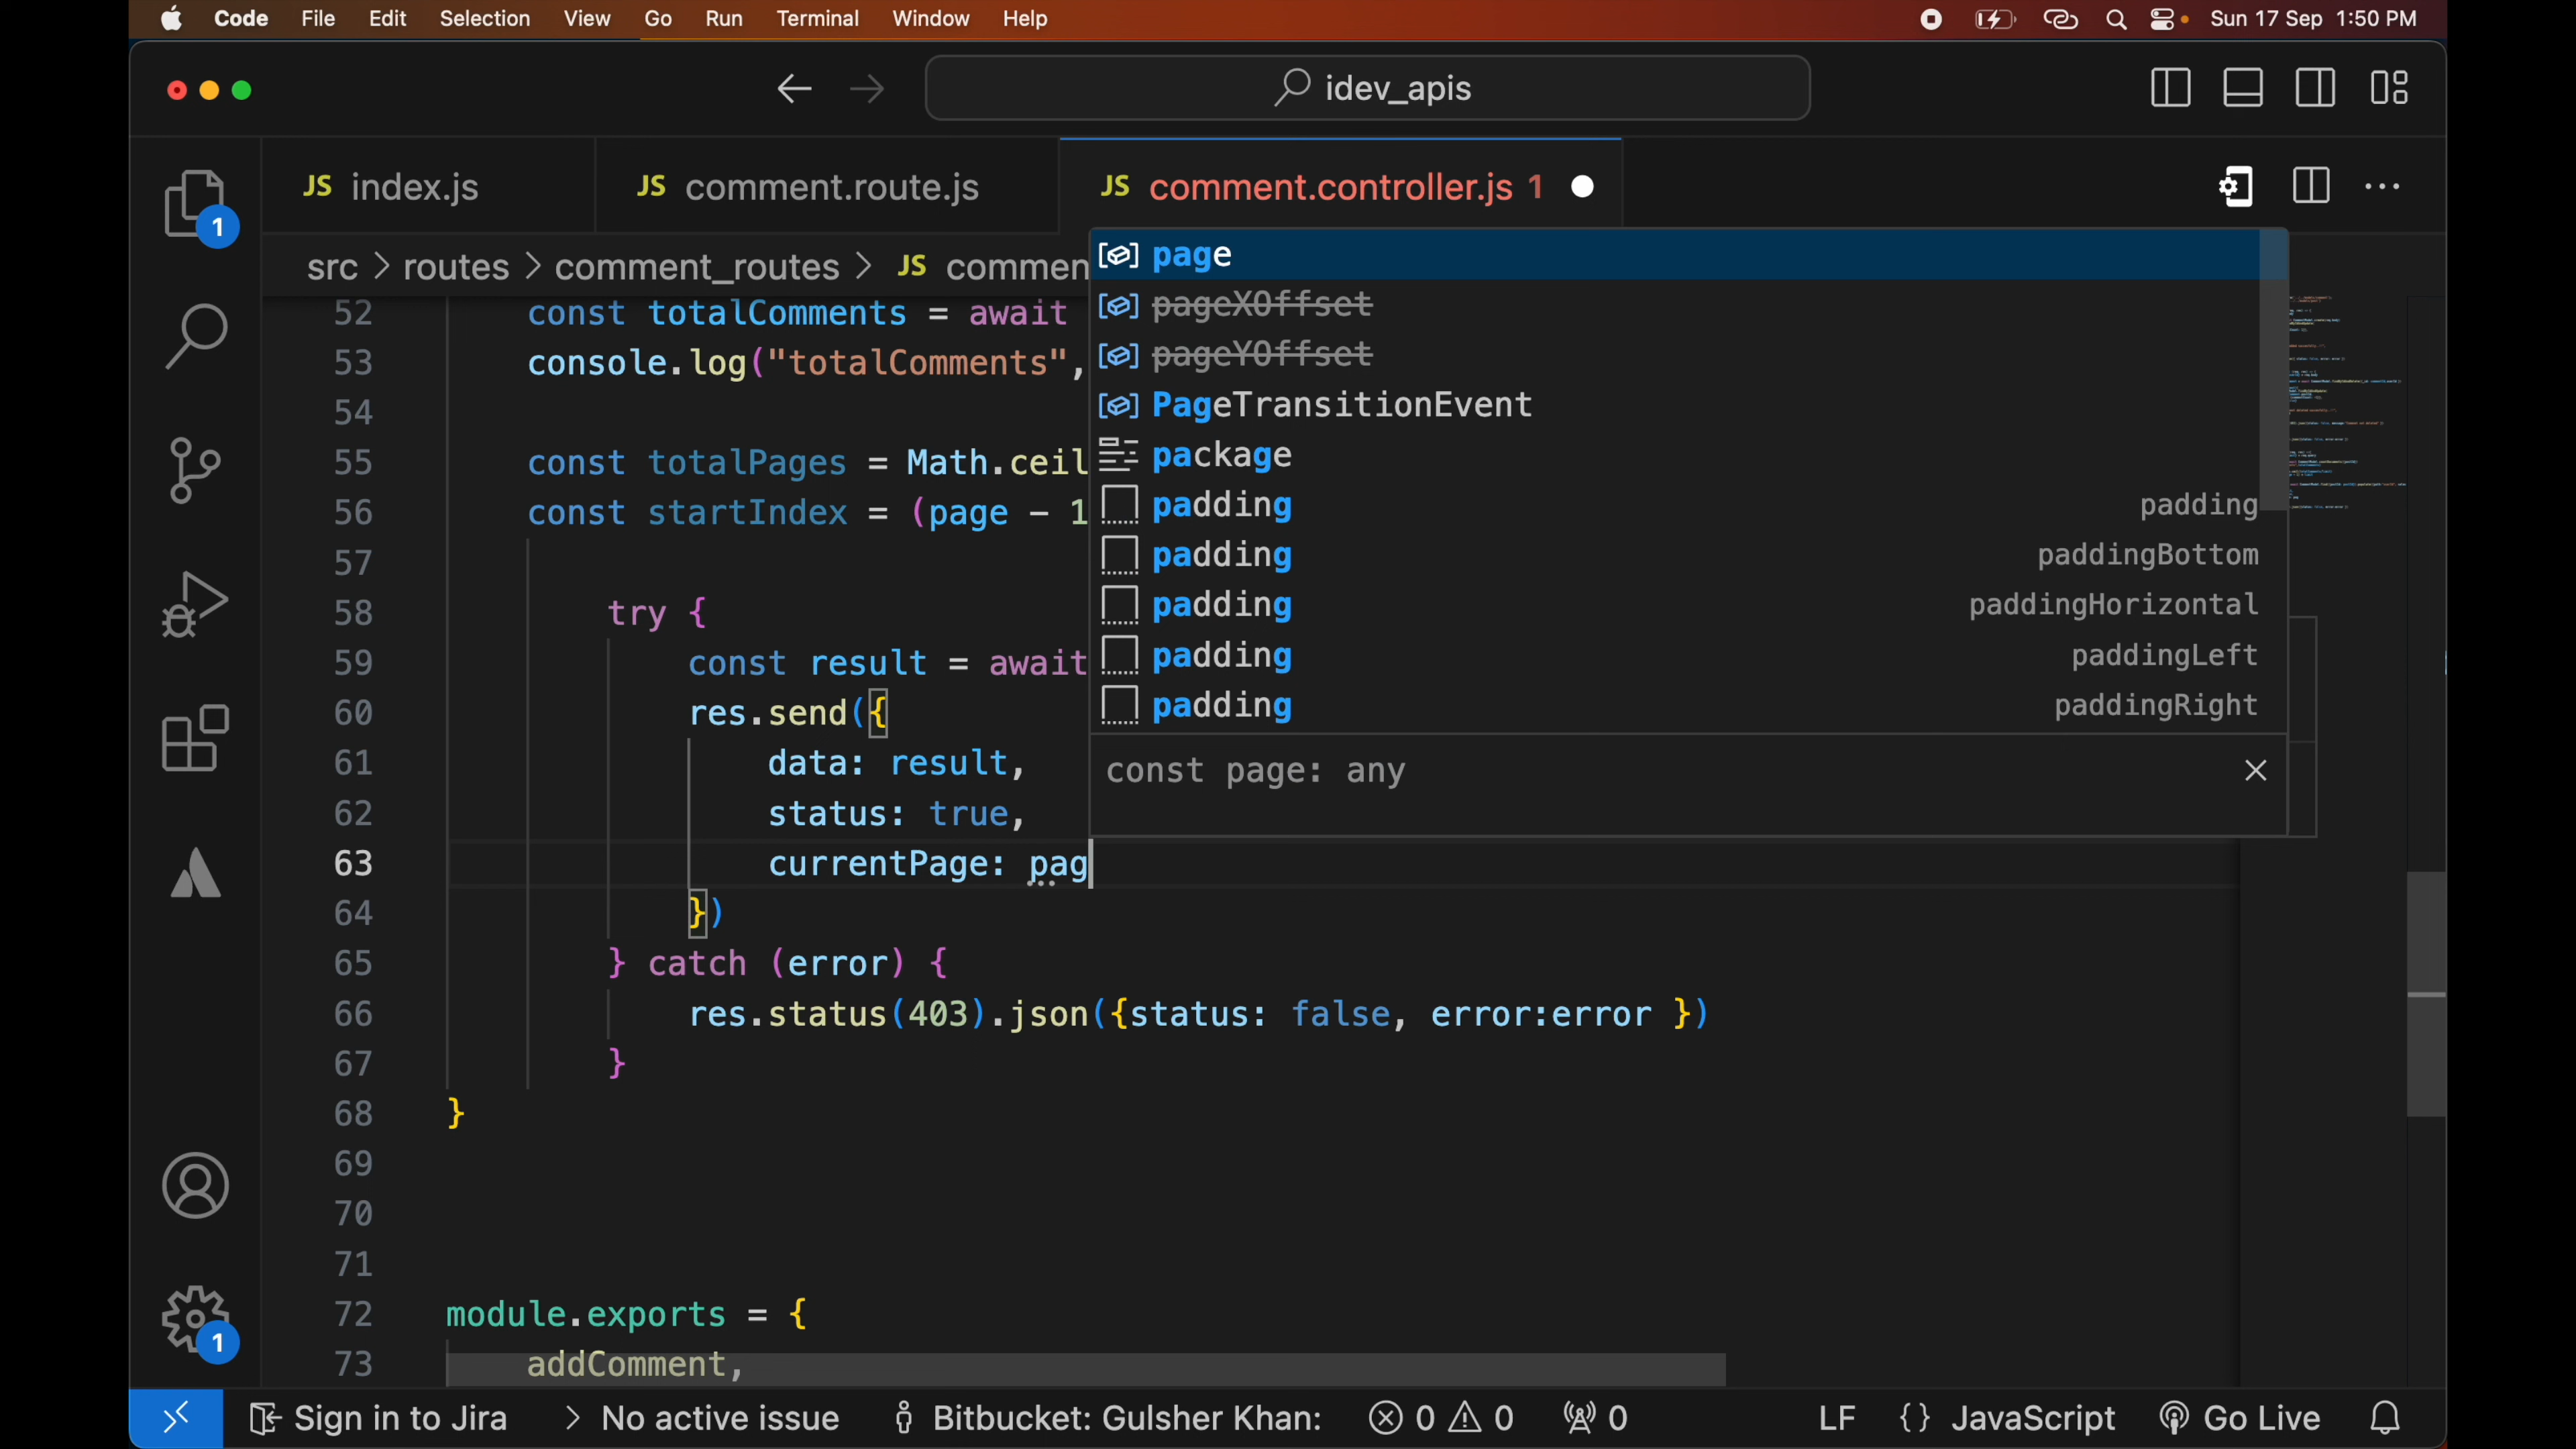 Code File Edit Selection View Go Run Terminal Window Help Sun 17 Sep 1:50 PM
idev_apis
JS index.js JS comment.route.js JS comment.controller.js 1
src > routes > comment_routes > JS commen
52 const totalComments = await
53 console.log("totalComments",
54
55 const totalPages = Math.ceil
56 const startIndex = (page - 1
57
58 try {
59 const result = await
60 res.send({
61 data: result,
62 status: true,
63 currentPage: pag
64 })
65 } catch (error) {
66 res.status(403).json({status: false, error:error })
67 }
68 }
69
70
71
72 module.exports = {
73 addComment,
page
pageXOffset
pageYOffset
PageTransitionEvent
package
padding padding
padding paddingBottom
padding paddingHorizontal
padding paddingLeft
padding paddingRight
const page: any
1
1
Sign in to Jira > No active issue Bitbucket: Gulsher Khan: 0 0 0 LF {} JavaScript Go Live